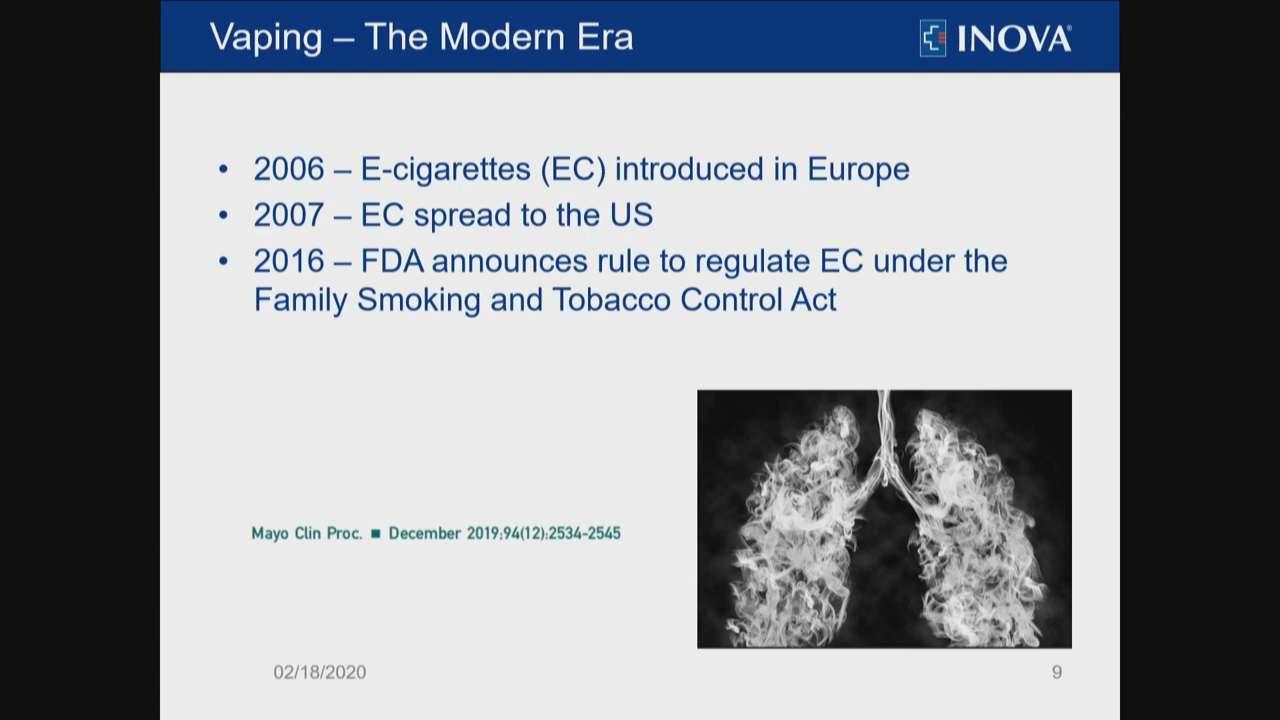 Vaping – The Modern Era
INOVA®
• 2006 – E-cigarettes (EC) introduced in Europe
• 2007 – EC spread to the US
• 2016 – FDA announces rule to regulate EC under the
Family Smoking and Tobacco Control Act
Mayo Clin Proc. ■ December 2019;94(12):2534-2545
02/18/2020
9